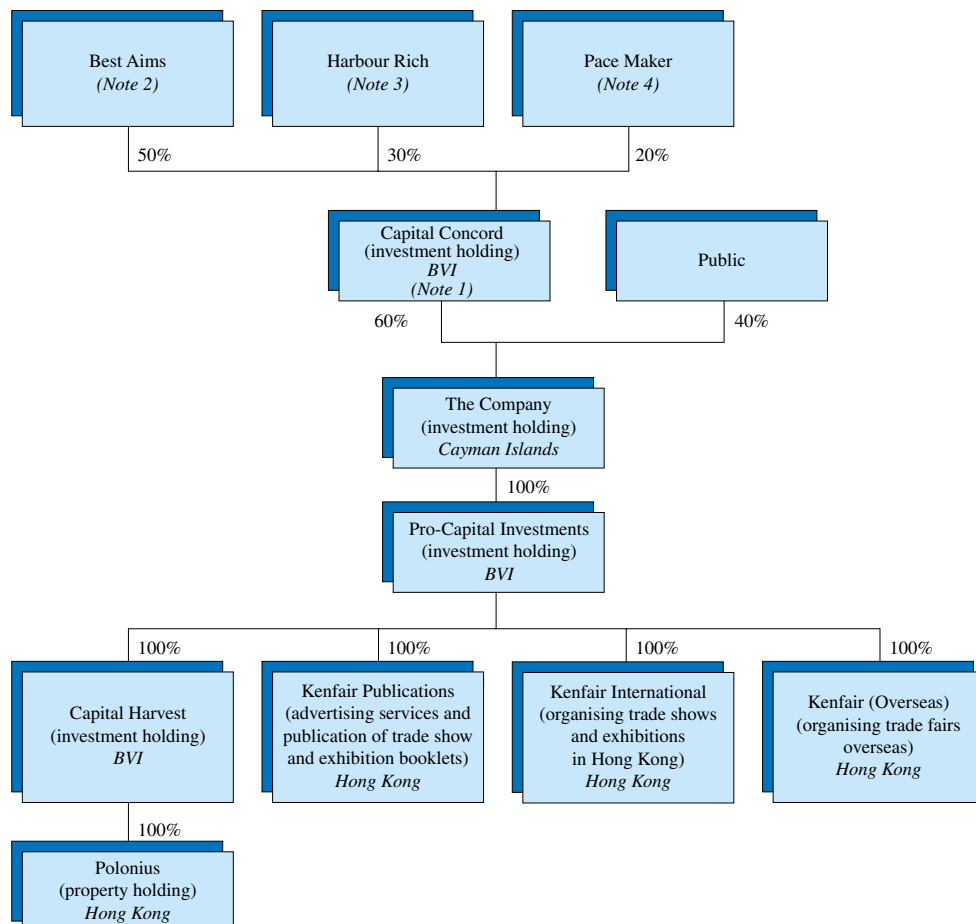 Best Aims
(Note 2)
Harbour Rich
(Note 3)
Pace Maker
(Note 4)
50%
30%
20%
Capital Concord
(investment holding)
BVI
(Note 1)
Public
60%
40%
The Company
(investment holding)
Cayman Islands
100%
Pro-Capital Investments
(investment holding)
BVI
100%
100%
100%
100%
Capital Harvest
(investment holding)
BVI
Kenfair Publications
(advertising services and
publication of trade show
and exhibition booklets)
Hong Kong
Kenfair International
(organising trade shows
and exhibitions
in Hong Kong)
Hong Kong
Kenfair (Overseas)
(organising trade fairs
overseas)
Hong Kong
100%
Polonius
(property holding)
Hong Kong